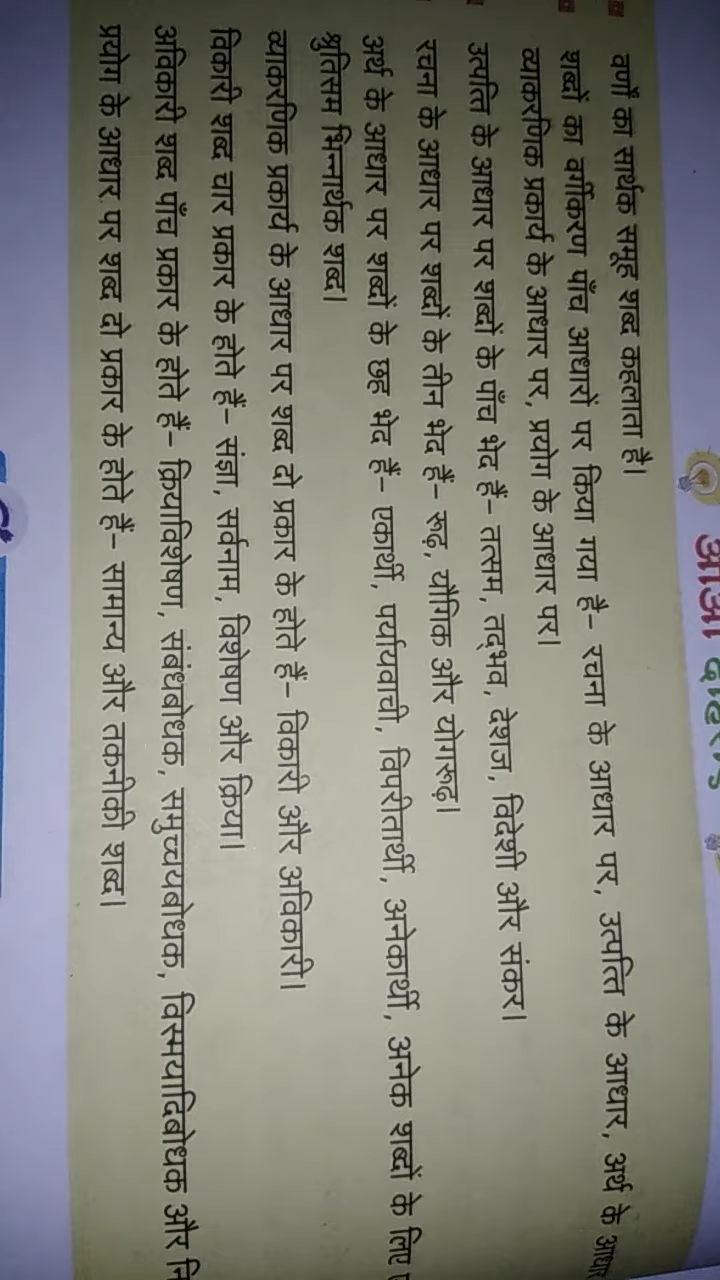 आओ दोहराएँ
वर्णों का सार्थक समूह शब्द कहलाता है।
शब्दों का वर्गीकरण पाँच आधारों पर किया गया है– रचना के आधार पर, उत्पत्ति के आधार, अर्थ के आधार
व्याकरणिक प्रकार्य के आधार पर, प्रयोग के आधार पर।
उत्पत्ति के आधार पर शब्दों के पाँच भेद हैं– तत्सम, तद्भव, देशज, विदेशी और संकर।
रचना के आधार पर शब्दों के तीन भेद हैं– रूढ़, यौगिक और योगरूढ़।
अर्थ के आधार पर शब्दों के छह भेद हैं– एकार्थी, पर्यायवाची, विपरीतार्थी, अनेकार्थी, अनेक शब्दों के लिए
श्रुतिसम भिन्नार्थक शब्द।
व्याकरणिक प्रकार्य के आधार पर शब्द दो प्रकार के होते हैं– विकारी और अविकारी।
विकारी शब्द चार प्रकार के होते हैं– संज्ञा, सर्वनाम, विशेषण और क्रिया।
अविकारी शब्द पाँच प्रकार के होते हैं– क्रियाविशेषण, संबंधबोधक, समुच्चयबोधक, विस्मयादिबोधक और
प्रयोग के आधार पर शब्द दो प्रकार के होते हैं– सामान्य और तकनीकी शब्द।